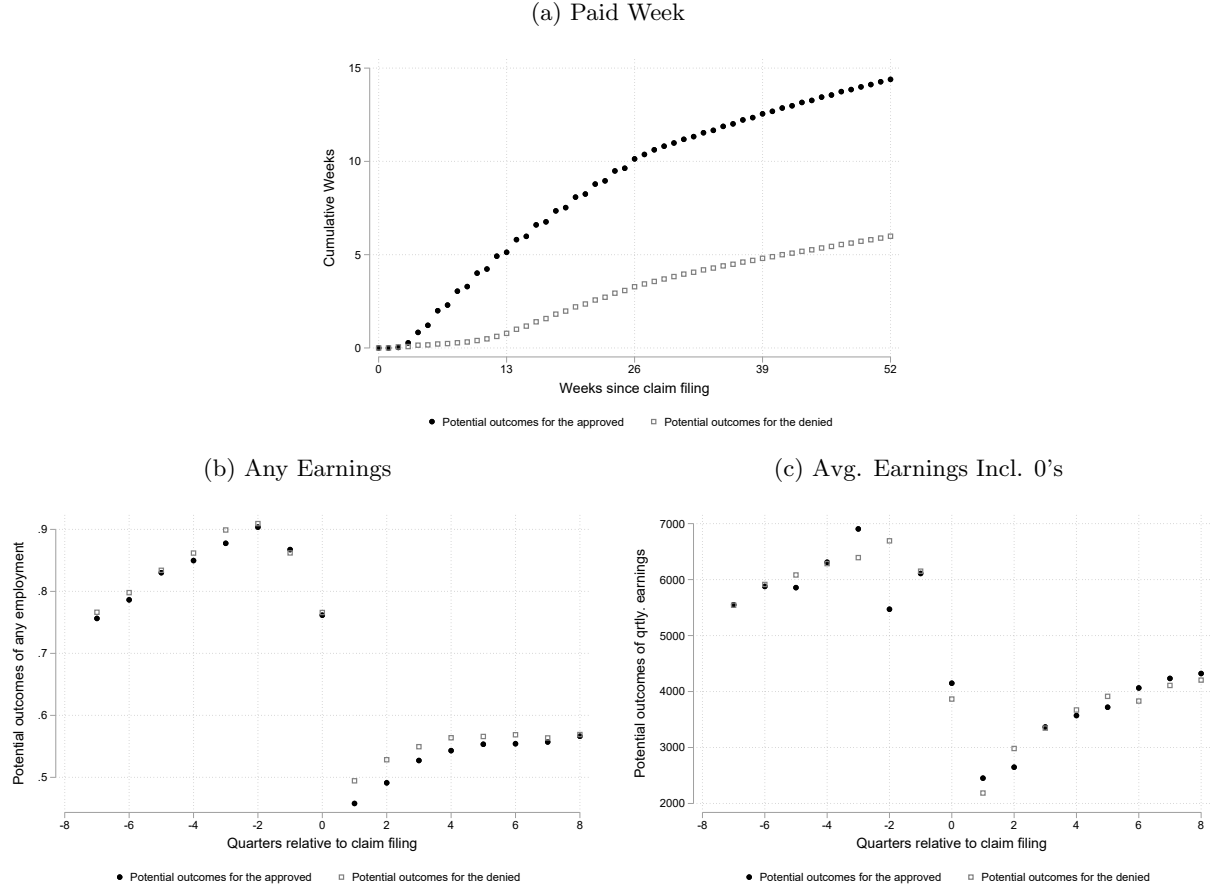 (a) Paid Week
15
10
5
0
Cumulative Weeks
0 13 26 39 52
Weeks since claim filing
Potential outcomes for the approved Potential outcomes for the denied
(b) Any Earnings
.9
.8
.7
.6
.5
Potential outcomes of any employment
-8 -6 -4 -2 0 2 4 6 8
Quarters relative to claim filing
Potential outcomes for the approved Potential outcomes for the denied
(c) Avg. Earnings Incl. 0's
7000
6000
5000
4000
3000
2000
Potential outcomes of qrtly. earnings
-8 -6 -4 -2 0 2 4 6 8
Quarters relative to claim filing
Potential outcomes for the approved Potential outcomes for the denied